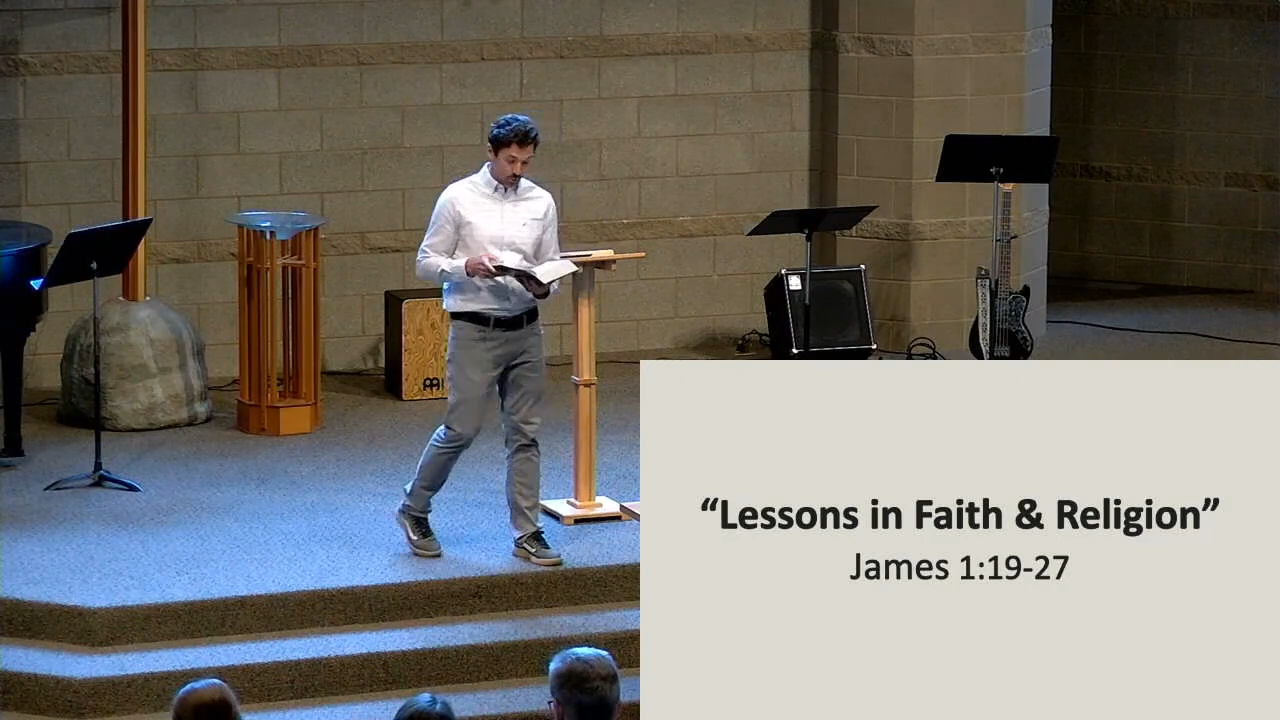 “Lessons in Faith & Religion”
James 1:19-27